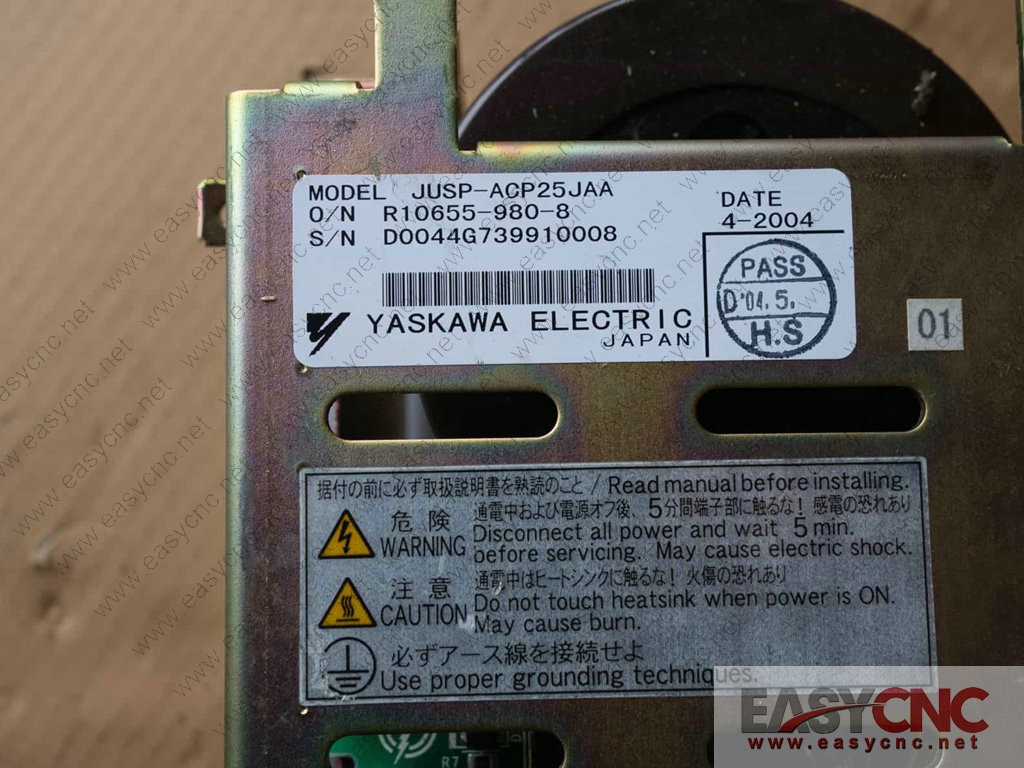 MODEL JUSP-ACP25JAA
O/N R10655-980-8
S/N D0044G739910008
DATE
4-2004
PASS
D'04.5.
H.S
YASKAWA ELECTRIC
JAPAN
01
据付の前に必ず取扱説明書を熟読のこと / Read manual before installing.
危険
WARNING
通電中および電源オフ後、5分間端子部に触るな! 感電の恐れあり
Disconnect all power and wait 5 min.
before servicing. May cause electric shock.
注意
CAUTION
通電中はヒートシンクに触るな! 火傷の恐れあり
Do not touch heatsink when power is ON.
May cause burn.
必ずアース線を接続せよ
Use proper grounding techniques.
R7
EASYCNC
www.easycnc.net